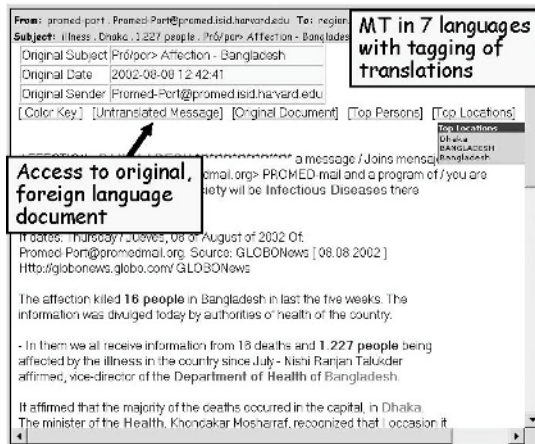 From: promed-port . Promed-Port@promed.isid.harvard.edu To: region.
Subject: illness . Dhaka . 1.227 people . Pró/por> Affection - Banglades
MT in 7 languages
with tagging of
translations
Original Subject Pró/por> Affection - Bangladesh
Original Date 2002-08-08 12:42:41
Original Sender Promed-Port@promed.isid.harvard.edu
[Color Key] [Untranslated Message] [Original Document] [Top Persons] [Top Locations]
Top Locations
Dhaka
BANGLADESH
Bangladesh
a message / Joins mensa
Access to original,
foreign language
document
dmail.org> PROMED-mail and a program of / you are
ciety wil be Infectious Diseases there
If dates: Thursday / Jueves, 08 of August of 2002 Of:
Promed-Port@promedmail.org. Source: GLOBONews [ 08.08.2002 ]
Http://globonews.globo.com/ GLOBONews
The affection killed 16 people in Bangladesh in last the five weeks. The
information was divulged today by authorities of health of the country.
- In them we all receive information from 16 deaths and 1.227 people being
affected by the illness in the country since July - Nishi Ranjan Talukder
affirmed, vice-director of the Department of Health of Bangladesh.
It affirmed that the majority of the deaths occurred in the capital, in Dhaka.
The minister of the Health, Khondakar Mosharraf, recognized that I occasion it